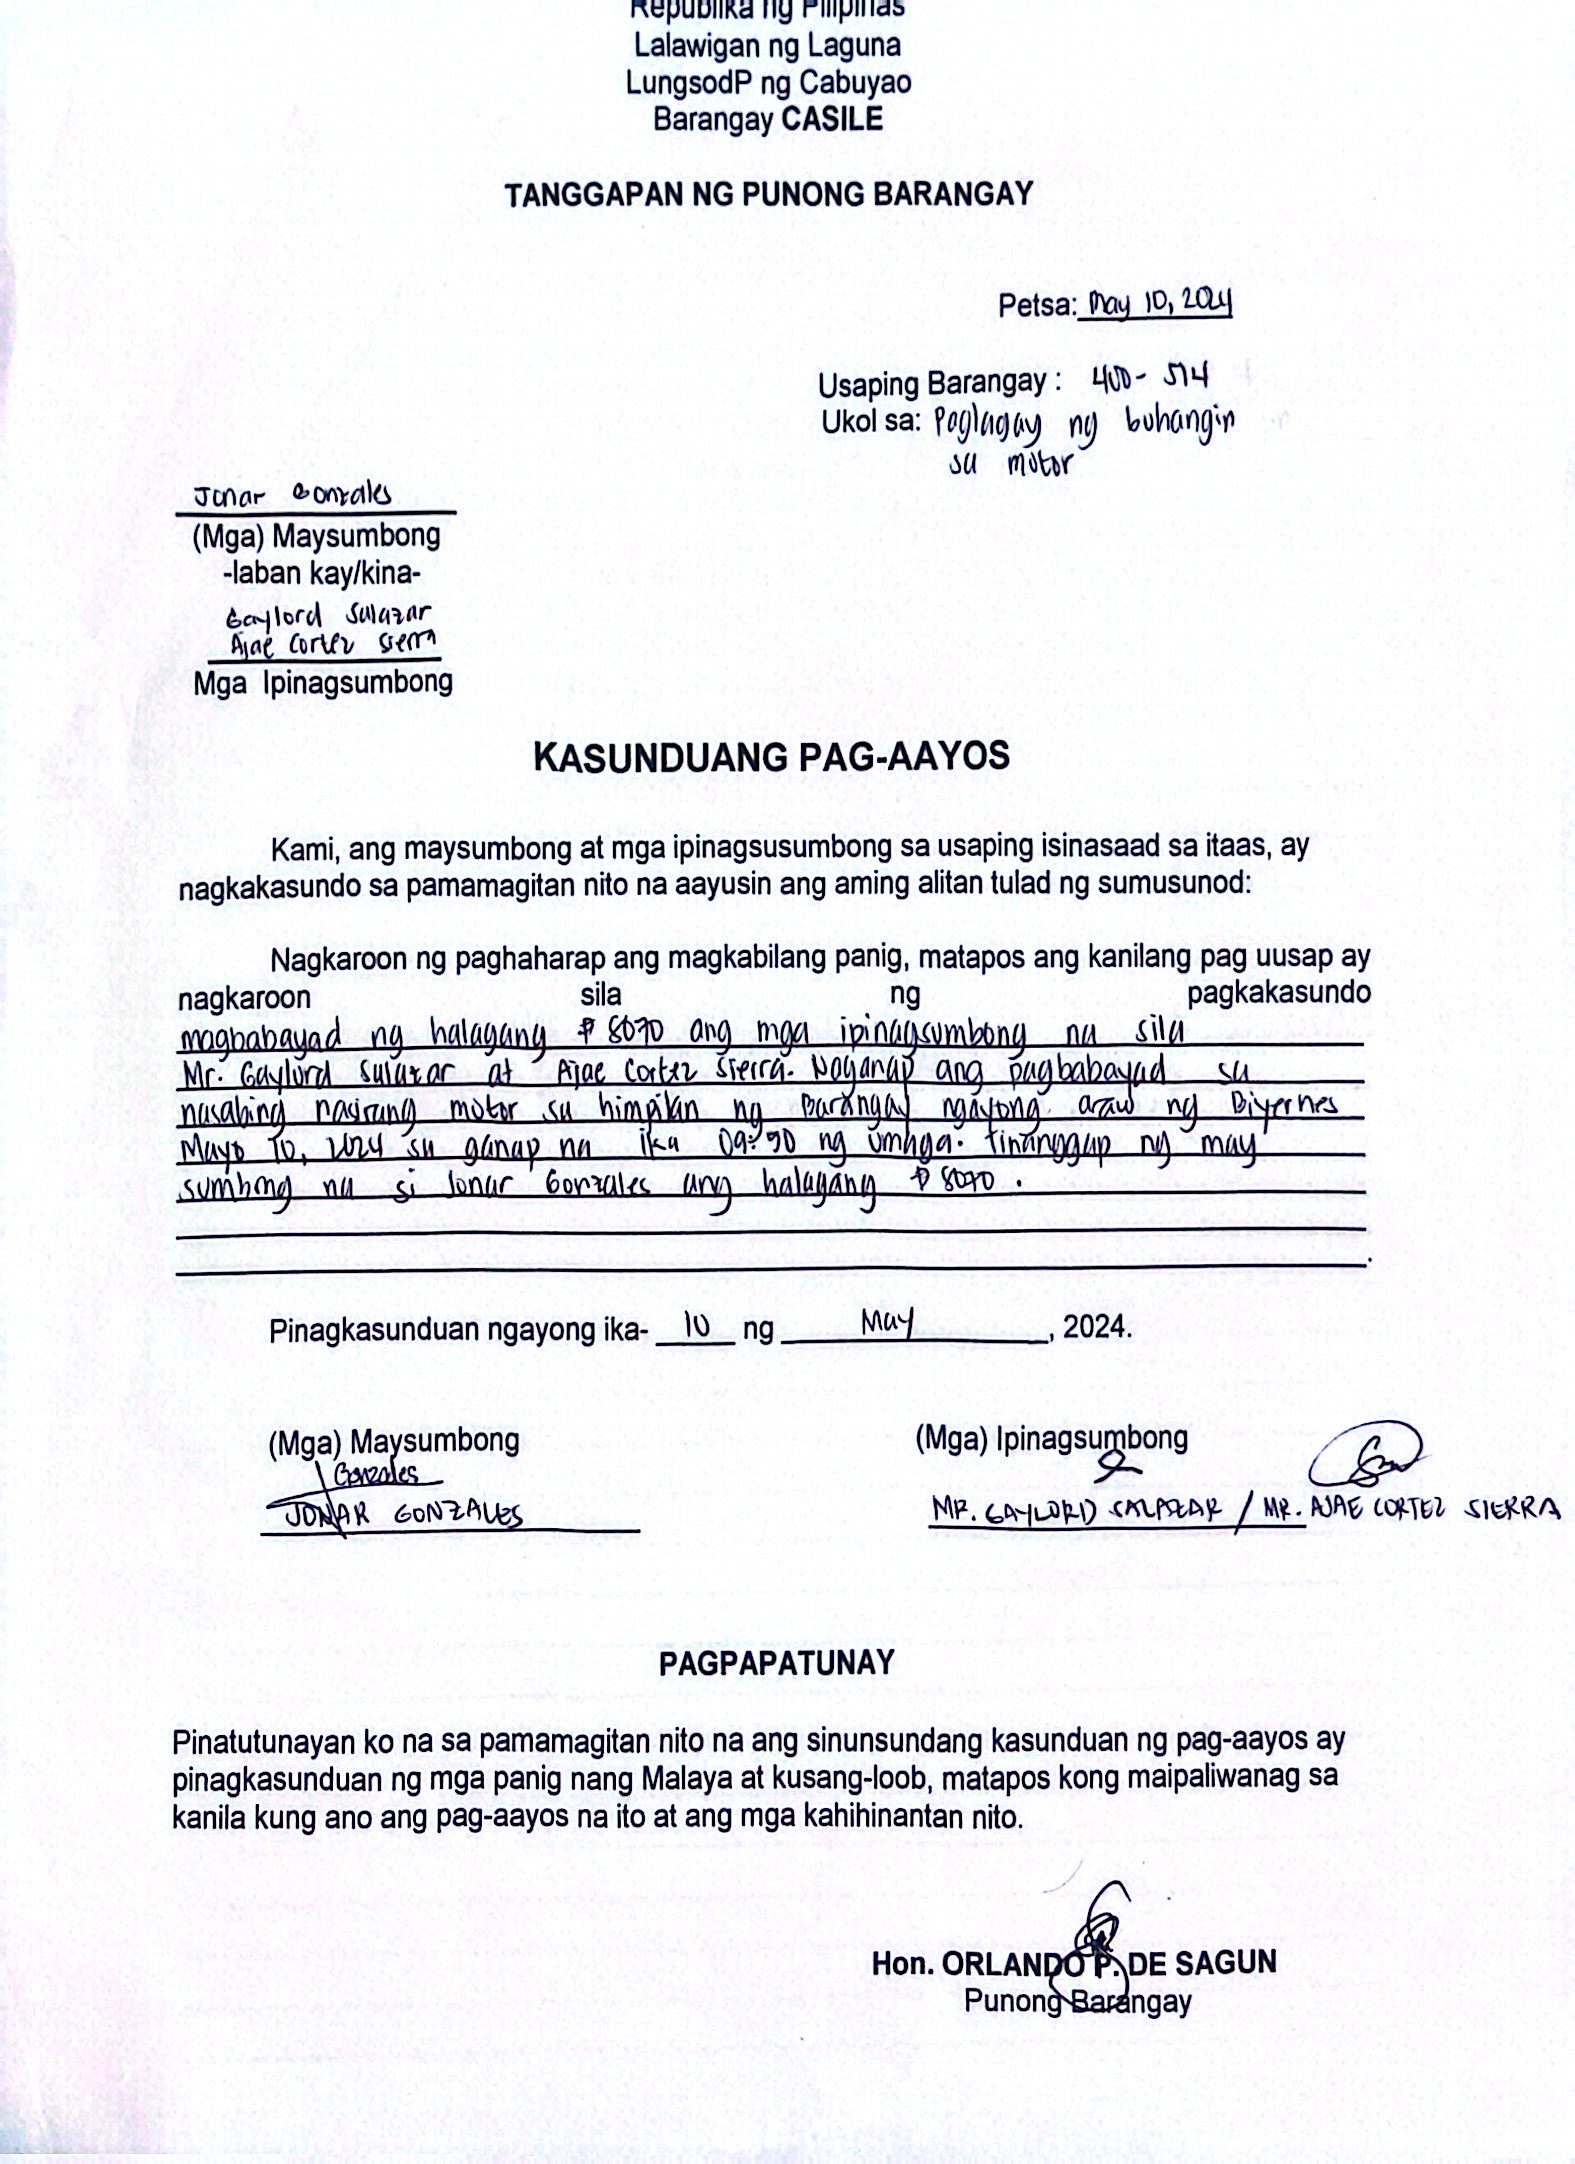 Republika ng Pilipinas
Lalawigan ng Laguna
LungsodP ng Cabuyao
Barangay CASILE
TANGGAPAN NG PUNONG BARANGAY
Petsa: May 10, 2024
Usaping Barangay : 400- 514
Ukol sa: Paglagay ng buhangin
sa motor
Jonar Gonzales
(Mga) Maysumbong
-laban kay/kina-
Gaylord Salazar
Ajae Cortez Sierra
Mga Ipinagsumbong
KASUNDUANG PAG-AAYOS
Kami, ang maysumbong at mga ipinagsusumbong sa usaping isinasaad sa itaas, ay
nagkakasundo sa pamamagitan nito na aayusin ang aming alitan tulad ng sumusunod:
Nagkaroon ng paghaharap ang magkabilang panig, matapos ang kanilang pag uusap ay
nagkaroon sila ng pagkakasundo
magbabayad ng halagang ₱ 8070 ang mga ipinagsumbong na sila
Mr. Gaylord Salazar at Ajae Cortez Sierra. Naganap ang pagbabayad sa
nasabing nasirang motor sa himpilan ng Barangay ngayong araw ng Biyernes
Mayo 10, 2024 sa ganap na ika ng umaga. tinanggap ng may
sumbong na si Jonar Gonzales ang halagang ₱ 8070 .
Pinagkasunduan ngayong ika- 10 ng May, 2024.
(Mga) Maysumbong (Mga) Ipinagsumbong
Gonzales
JONAR GONZALES MR. GAYLORD SALAZAR / MR. AJAE CORTEZ SIERRA
PAGPAPATUNAY
Pinatutunayan ko na sa pamamagitan nito na ang sinunsundang kasunduan ng pag-aayos ay
pinagkasunduan ng mga panig nang Malaya at kusang-loob, matapos kong maipaliwanag sa
kanila kung ano ang pag-aayos na ito at ang mga kahihinantan nito.
Hon. ORLANDO P. DE SAGUN
Punong Barangay